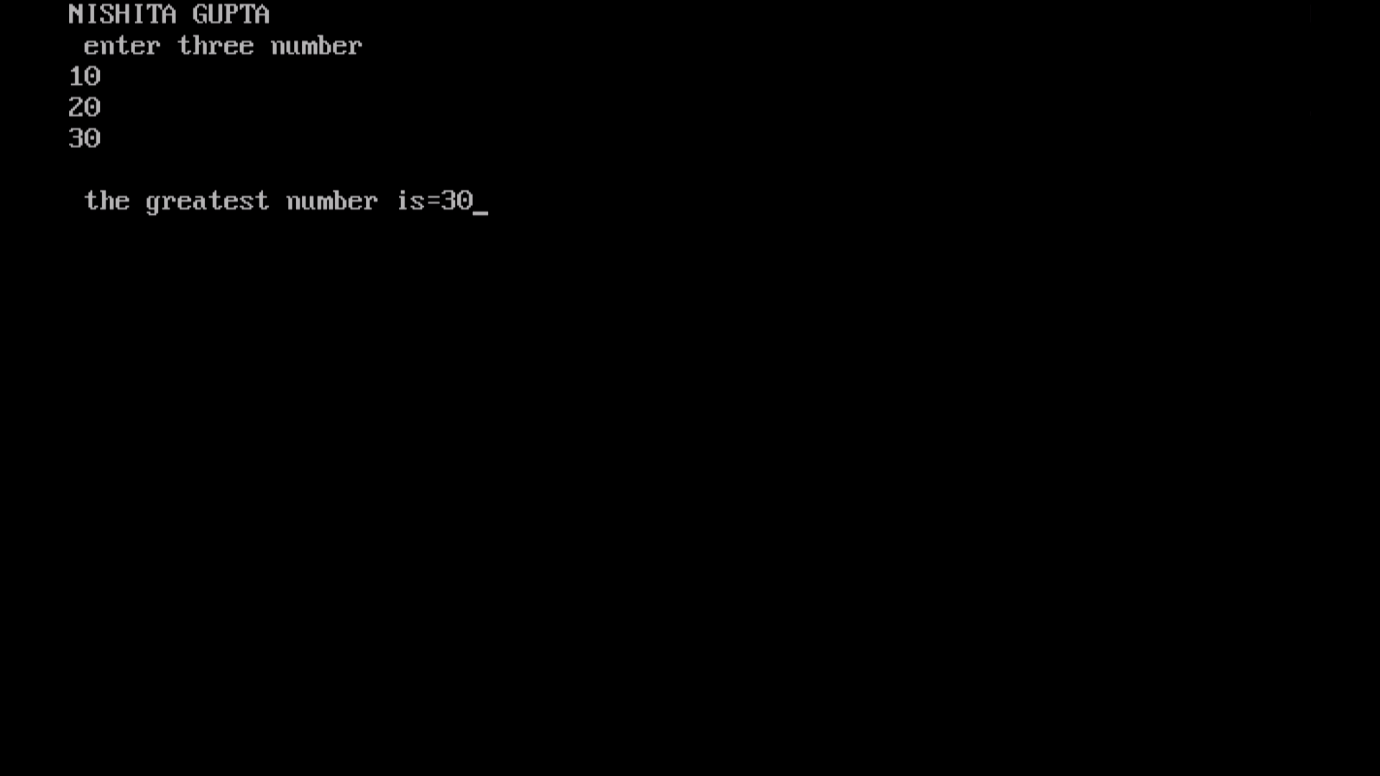 NISHITA GUPTA
enter three number
10
20
30
the greatest number is=30_